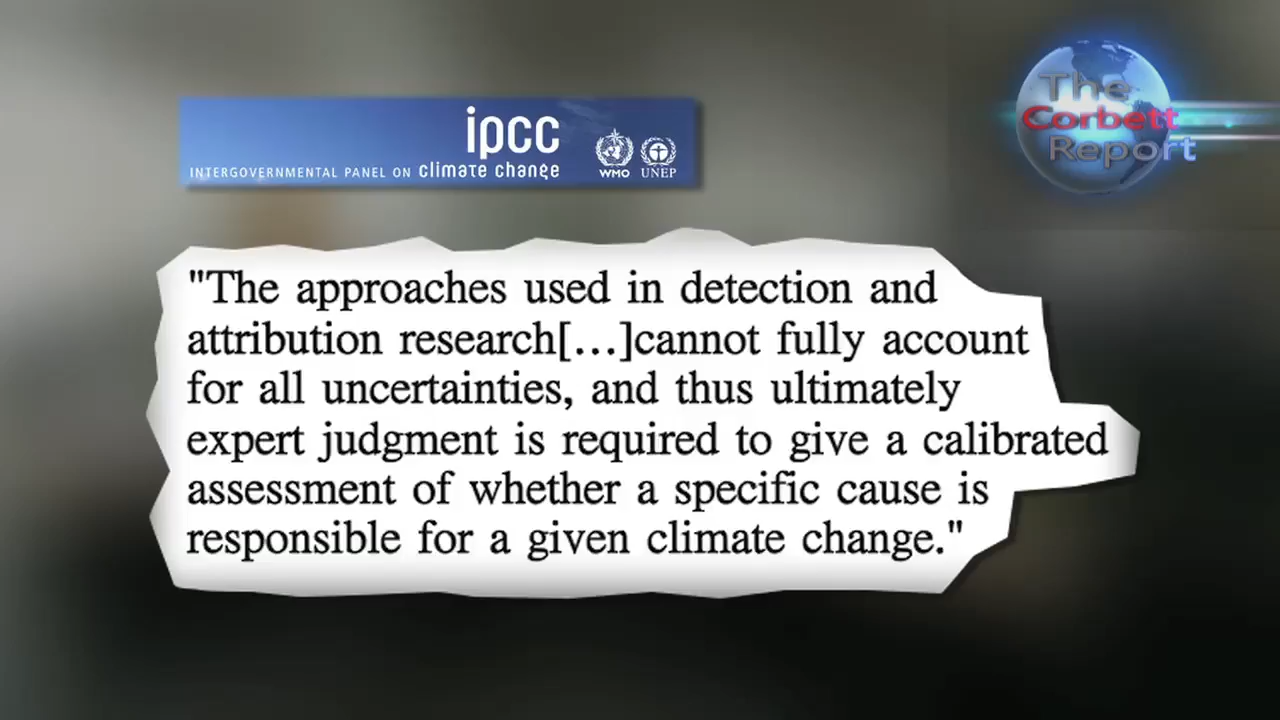 ipcc
INTERGOVERNMENTAL PANEL ON climate change
WMO UNEP
The
Corbett
Report
"The approaches used in detection and
attribution research[...]cannot fully account
for all uncertainties, and thus ultimately
expert judgment is required to give a calibrated
assessment of whether a specific cause is
responsible for a given climate change."